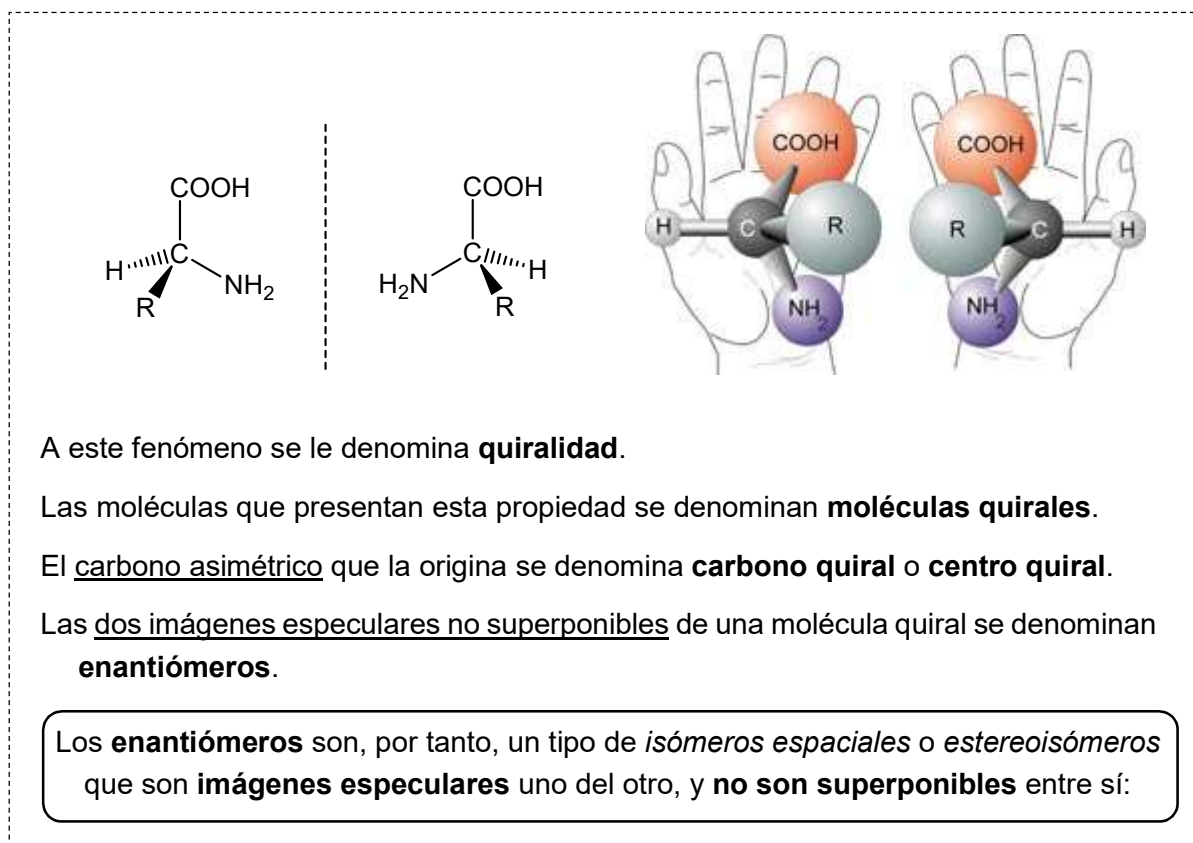 COOH
C
H
R
NH2
COOH
C
H2N
H
R
COOH
H
C
R
NH2
COOH
R
C
H
NH2
A este fenómeno se le denomina quiralidad.
Las moléculas que presentan esta propiedad se denominan moléculas quirales.
El carbono asimétrico que la origina se denomina carbono quiral o centro quiral.
Las dos imágenes especulares no superponibles de una molécula quiral se denominan
enantiómeros.
Los enantiómeros son, por tanto, un tipo de isómeros espaciales o estereoisómeros
que son imágenes especulares uno del otro, y no son superponibles entre sí: